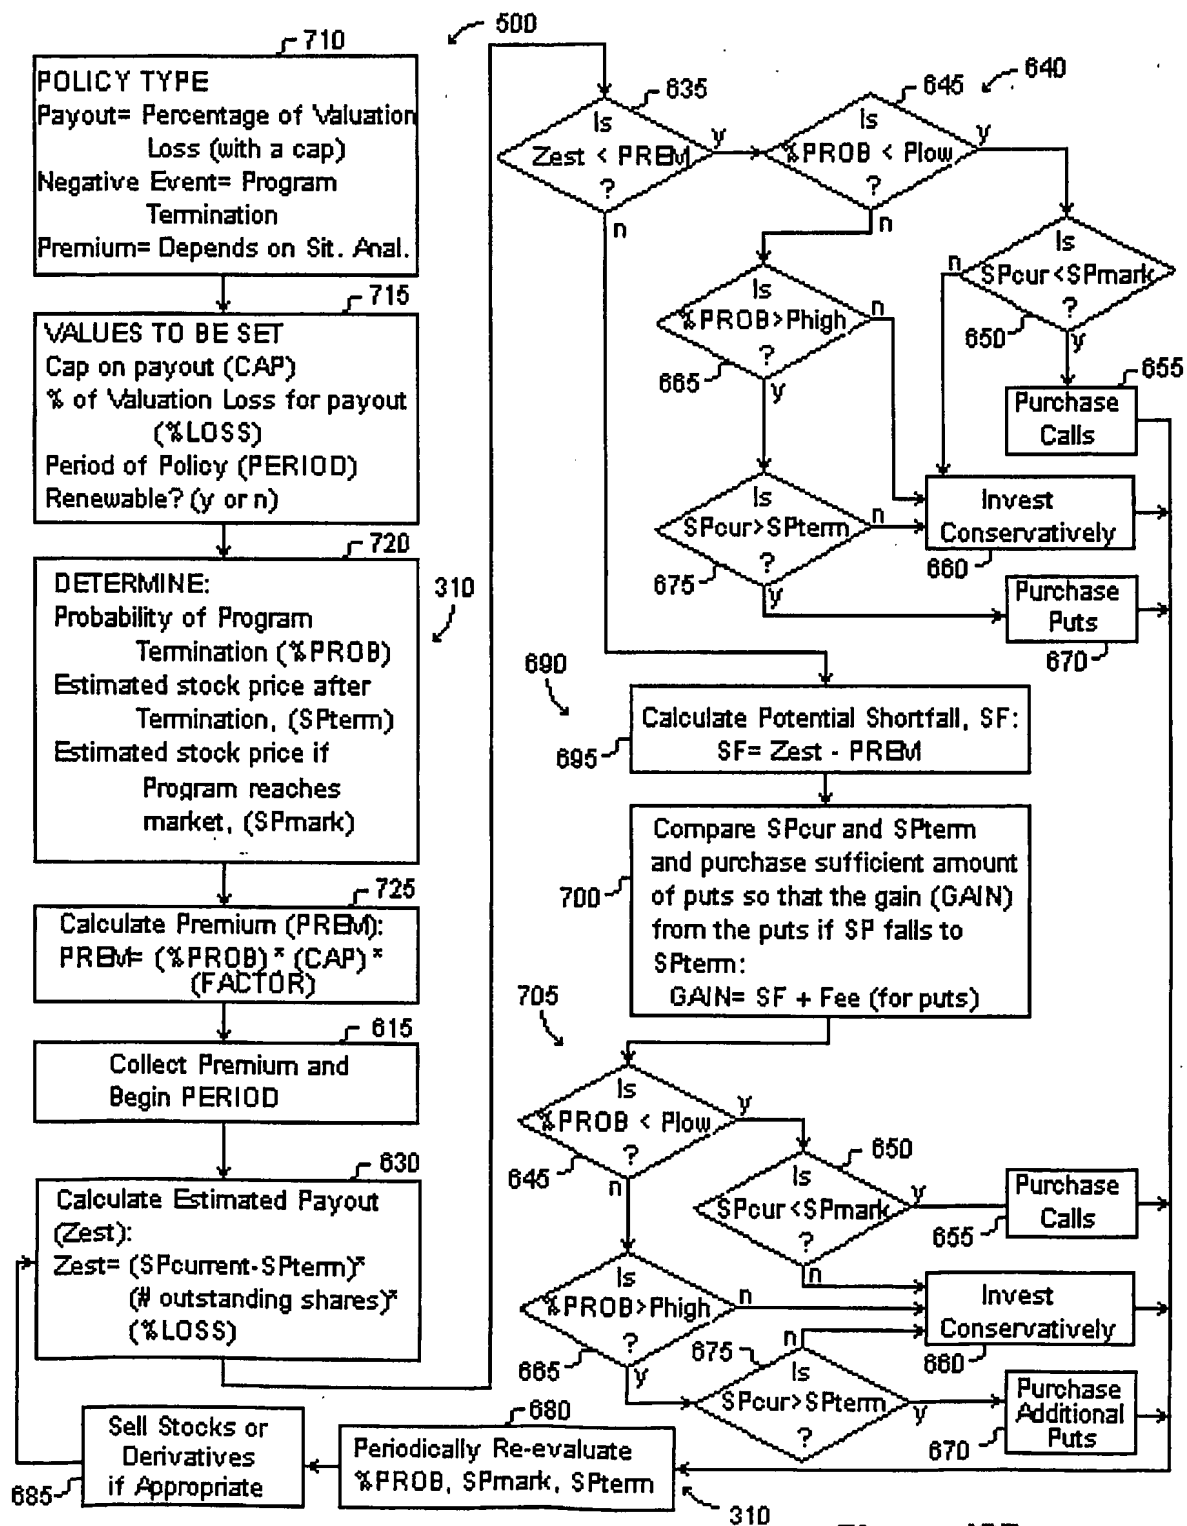 500
710
POLICY TYPE
Payout= Percentage of Valuation
Loss (with a cap)
Negative Event= Program
Termination
Premium= Depends on Sit. Anal.
715
VALUES TO BE SET
Cap on payout (CAP)
% of Valuation Loss for payout
(%LOSS)
Period of Policy (PERIOD)
Renewable? (y or n)
720
DETERMINE:
Probability of Program
Termination (%PROB)
Estimated stock price after
Termination, (SPterm)
Estimated stock price if
Program reaches
market, (SPmark)
310
725
Calculate Premium (PREM):
PREM= (%PROB)* (CAP)*
(FACTOR)
615
Collect Premium and
Begin PERIOD
630
Calculate Estimated Payout
(Zest):
Zest= (SPcurrent-SPterm)*
(# outstanding shares)*
(%LOSS)
635
Is
Zest < PREM
?
y
n
640
645
Is
%PROB < Plow
?
y
n
Is
SPcur<SPmark
?
n
650
y
655
Purchase
Calls
Is
%PROB>Phigh
?
n
665
y
Is
SPcur>SPterm
?
n
675
y
Invest
Conservatively
660
Purchase
Puts
670
690
Calculate Potential Shortfall, SF:
SF= Zest - PREM
695
Compare SPcur and SPterm
and purchase sufficient amount
of puts so that the gain (GAIN)
from the puts if SP falls to
SPterm:
GAIN= SF + Fee (for puts)
700
705
Is
%PROB < Plow
?
y
645
n
650
Is
SPcur<SPmark
?
y
n
Purchase
Calls
655
Is
%PROB>Phigh
?
n
665
y
Invest
Conservatively
660
675
n
Is
SPcur>SPterm
?
y
Purchase
Additional
Puts
670
680
Periodically Re-evaluate
%PROB, SPmark, SPterm
310
Sell Stocks or
Derivatives
if Appropriate
685